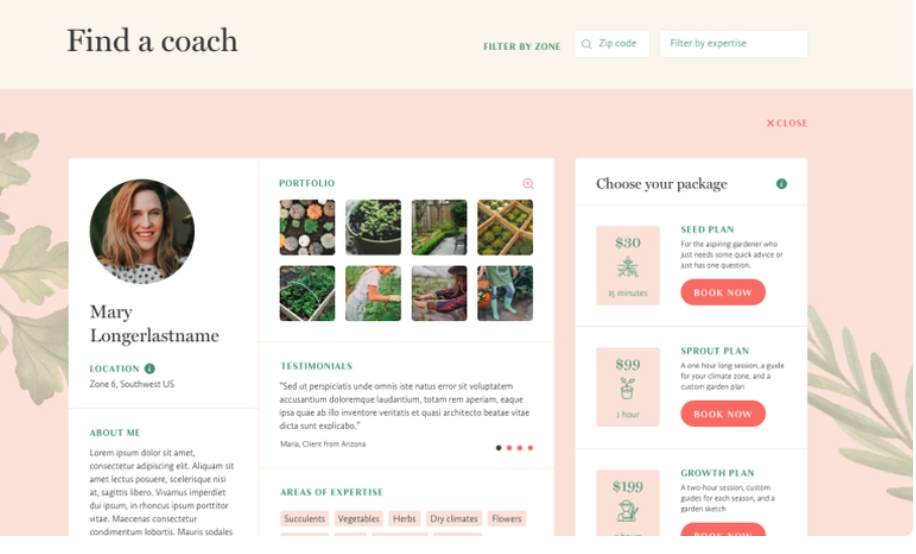 Find a coach
FILTER BY ZONE
Zip code
Filter by expertise
✕ CLOSE
Mary
Longerlastname
LOCATION i
Zone 6, Southwest US
ABOUT ME
Lorem ipsum dolor sit amet,
consectetur adipiscing elit. Aliquam sit
amet lectus posuere, scelerisque nisi
at, sagittis libero. Vivamus imperdiet
dui ipsum, in rhoncus ipsum porttitor
vitae. Maecenas consectetur
condimentum lobortis. Mauris sodales
PORTFOLIO
TESTIMONIALS
"Sed ut perspiciatis unde omnis iste natus error sit voluptatem
accusantium doloremque laudantium, totam rem aperiam, eaque
ipsa quae ab illo inventore veritatis et quasi architecto beatae vitae
dicta sunt explicabo."
Maria, Client from Arizona
AREAS OF EXPERTISE
Succulents
Vegetables
Herbs
Dry climates
Flowers
Choose your package i
$30
15 minutes
SEED PLAN
For the aspiring gardener who
just needs some quick advice or
just has one question.
BOOK NOW
$99
1 hour
SPROUT PLAN
A one hour long session, a guide
for your climate zone, and a
custom garden plan
BOOK NOW
$199
GROWTH PLAN
A two-hour session, custom
guides for each season, and a
garden sketch
BOOK NOW